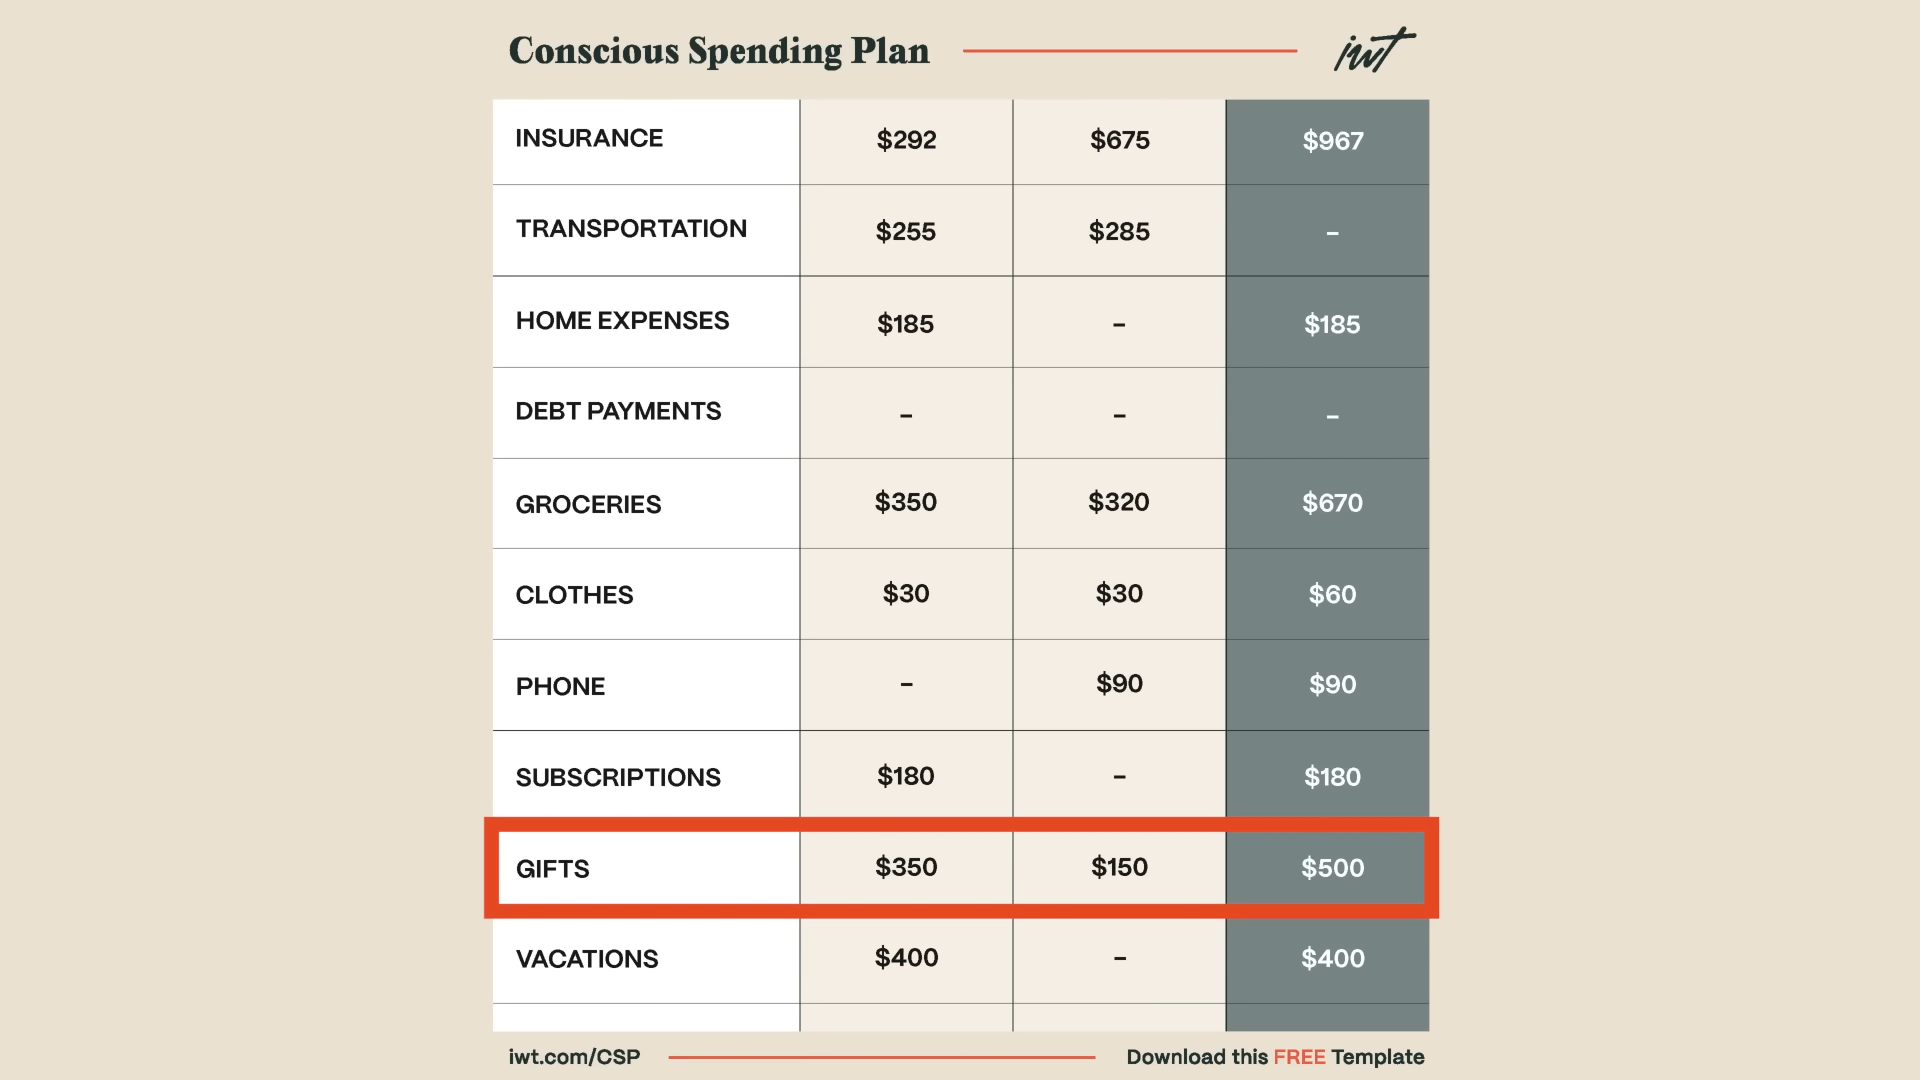 Conscious Spending Plan
iwt
INSURANCE $292 $675 $967
TRANSPORTATION $255 $285 –
HOME EXPENSES $185 – $185
DEBT PAYMENTS – – –
GROCERIES $350 $320 $670
CLOTHES $30 $30 $60
PHONE – $90 $90
SUBSCRIPTIONS $180 – $180
GIFTS $350 $150 $500
VACATIONS $400 – $400
iwt.com/CSP
Download this FREE Template